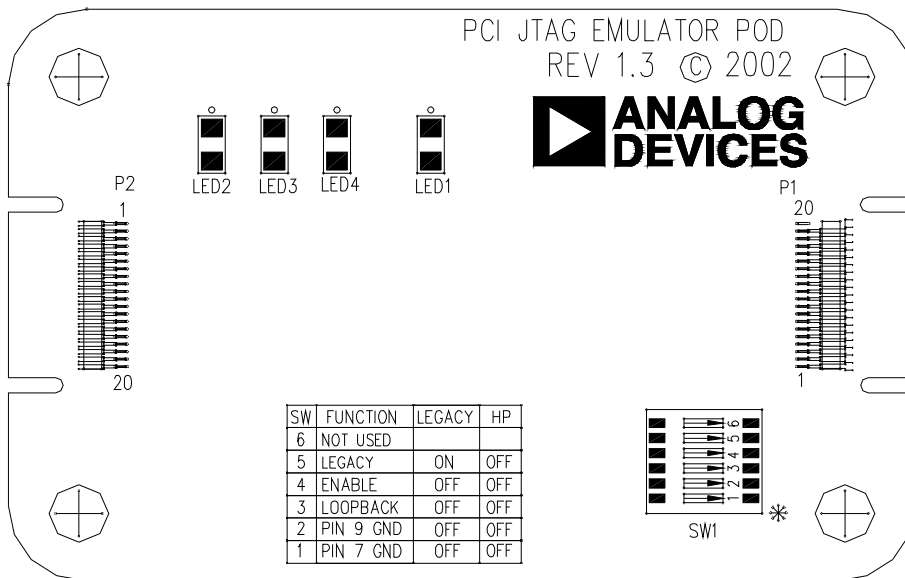 PCI JTAG EMULATOR POD
REV 1.3 © 2002
ANALOG
DEVICES
LED2 LED3 LED4 LED1
P2
1
20
P1
20
1
SW FUNCTION LEGACY HP
6 NOT USED
5 LEGACY ON OFF
4 ENABLE OFF OFF
3 LOOPBACK OFF OFF
2 PIN 9 GND OFF OFF
1 PIN 7 GND OFF OFF
1 2 3 4 5 6
SW1